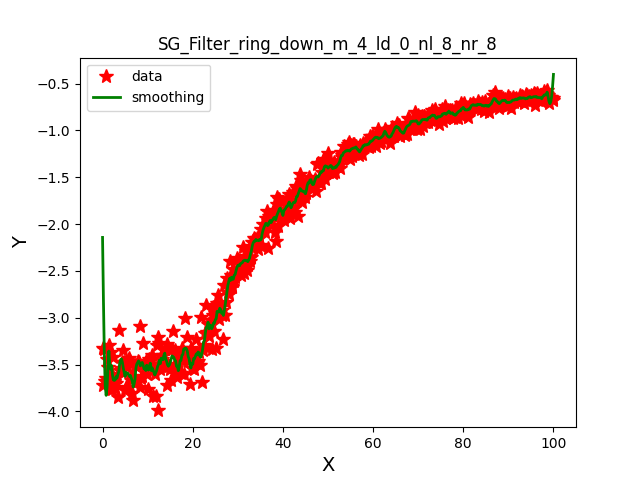 SG_Filter_ring_down_m_4_ld_0_nl_8_nr_8
data
smoothing
Y
−0.5
−1.0
−1.5
−2.0
−2.5
−3.0
−3.5
−4.0
0 20 40 60 80 100
X